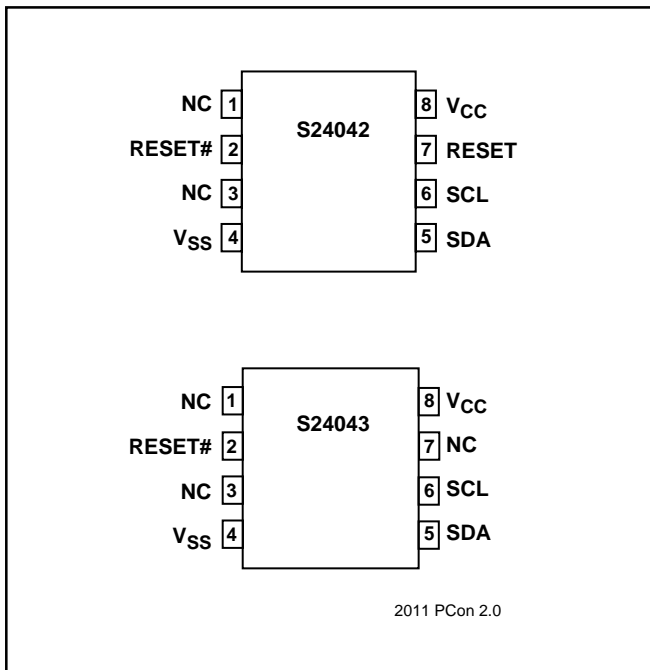 S24042
NC 1 8 VCC
RESET# 2 7 RESET
NC 3 6 SCL
VSS 4 5 SDA
S24043
NC 1 8 VCC
RESET# 2 7 NC
NC 3 6 SCL
VSS 4 5 SDA
2011 PCon 2.0